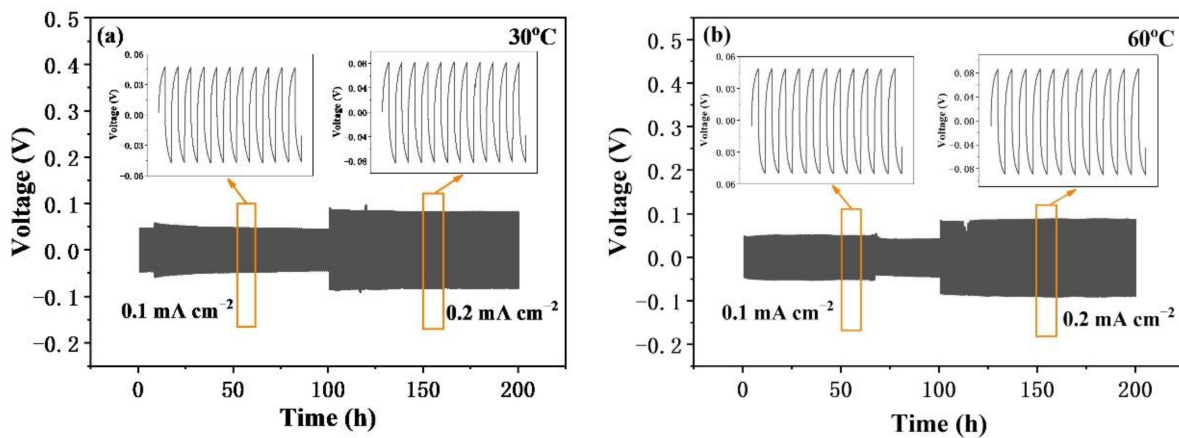 (a)
30°C
0.5
0.4
0.3
0.2
0.1
0.0
-0.1
-0.2
Voltage (V)
0.06
0.03
0.00
-0.03
-0.06
Voltage (V)
0.08
0.04
0.00
-0.04
-0.08
Voltage (V)
0.1 mA cm−2
0.2 mA cm−2
0
50
100
150
200
Time (h)
(b)
60°C
0.5
0.4
0.3
0.2
0.1
0.0
-0.1
-0.2
Voltage (V)
0.06
0.03
0.00
0.03
0.06
Voltage (V)
0.08
0.04
0.00
-0.04
-0.08
Voltage (V)
0.1 mA cm−2
0.2 mA cm−2
0
50
100
150
200
Time (h)